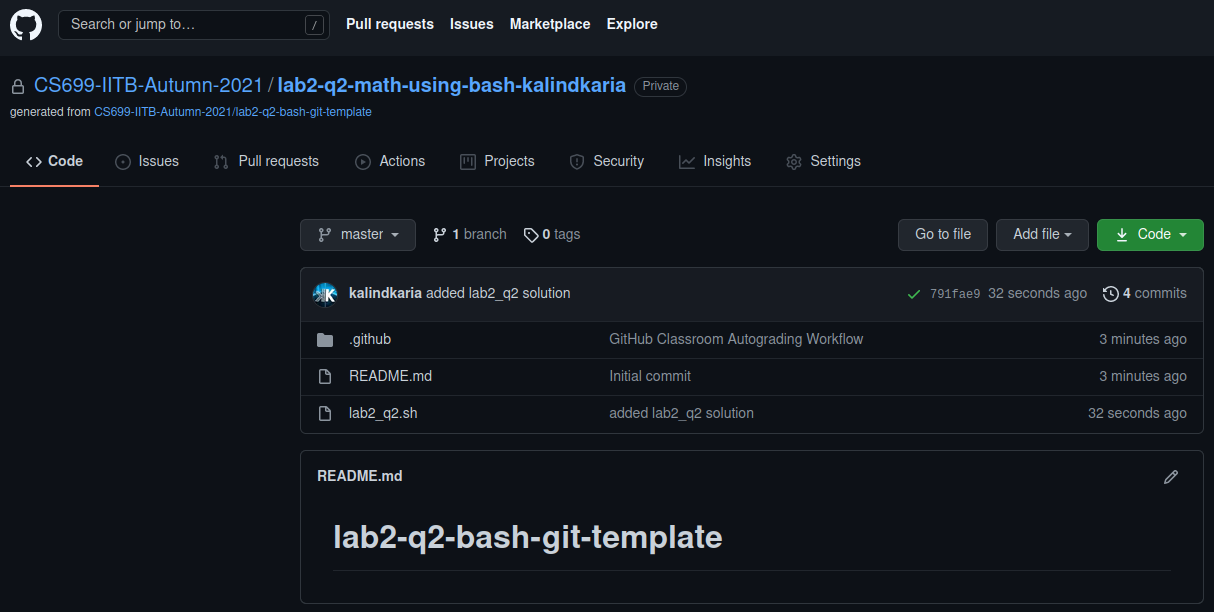 Search or jump to… / Pull requests Issues Marketplace Explore
CS699-IITB-Autumn-2021 / lab2-q2-math-using-bash-kalindkaria Private
generated from CS699-IITB-Autumn-2021/lab2-q2-bash-git-template
Code Issues Pull requests Actions Projects Security Insights Settings
master 1 branch 0 tags Go to file Add file Code
K kalindkaria added lab2_q2 solution 791fae9 32 seconds ago 4 commits
.github GitHub Classroom Autograding Workflow 3 minutes ago
README.md Initial commit 3 minutes ago
lab2_q2.sh added lab2_q2 solution 32 seconds ago
README.md
lab2-q2-bash-git-template